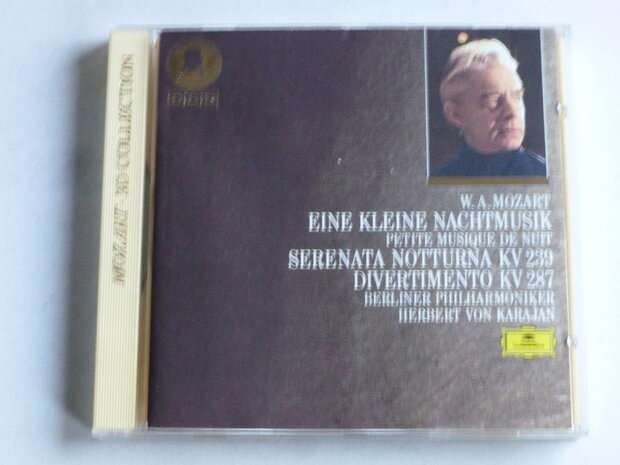 MOZART · 3D COLLECTION
DDD
W. A. MOZART
EINE KLEINE NACHTMUSIK
PETITE MUSIQUE DE NUIT
SERENATA NOTTURNA KV 239
DIVERTIMENTO KV 287
BERLINER PHILHARMONIKER
HERBERT VON KARAJAN